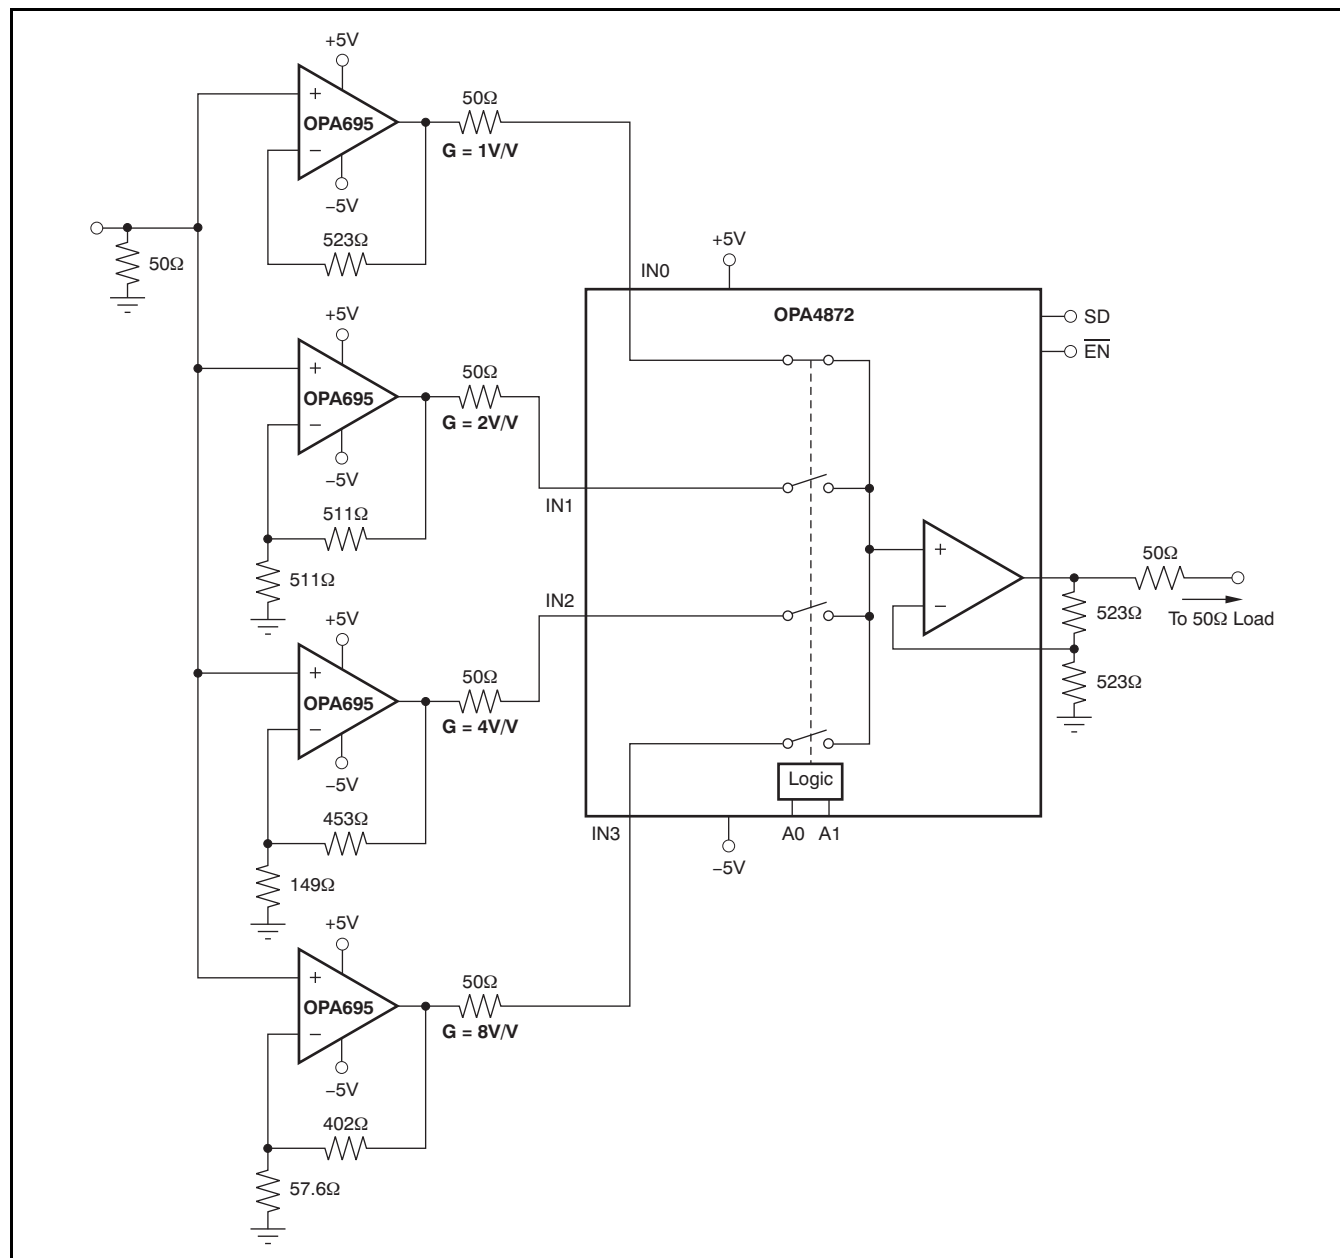 +5V
+
OPA695
−
−5V
50Ω
G = 1V/V
523Ω
50Ω
+5V
+
OPA695
−
−5V
50Ω
G = 2V/V
511Ω
511Ω
+5V
+
OPA695
−
−5V
50Ω
G = 4V/V
453Ω
149Ω
+5V
+
OPA695
−
−5V
50Ω
G = 8V/V
402Ω
57.6Ω
IN0
IN1
IN2
IN3
+5V
OPA4872
SD
EN
+
−
Logic
A0 A1
−5V
50Ω
To 50Ω Load
523Ω
523Ω